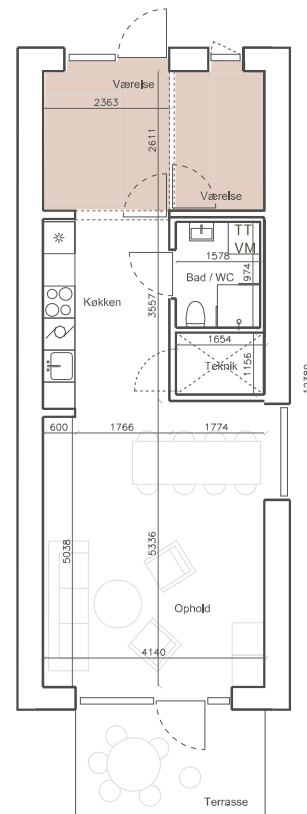 Værelse
2363
2611
Værelse
TT
VM
1578
974
Bad / WC
Køkken
3557
1654
Teknik
1156
12380
600
1766
1774
5038
5336
Ophold
4140
Terrasse